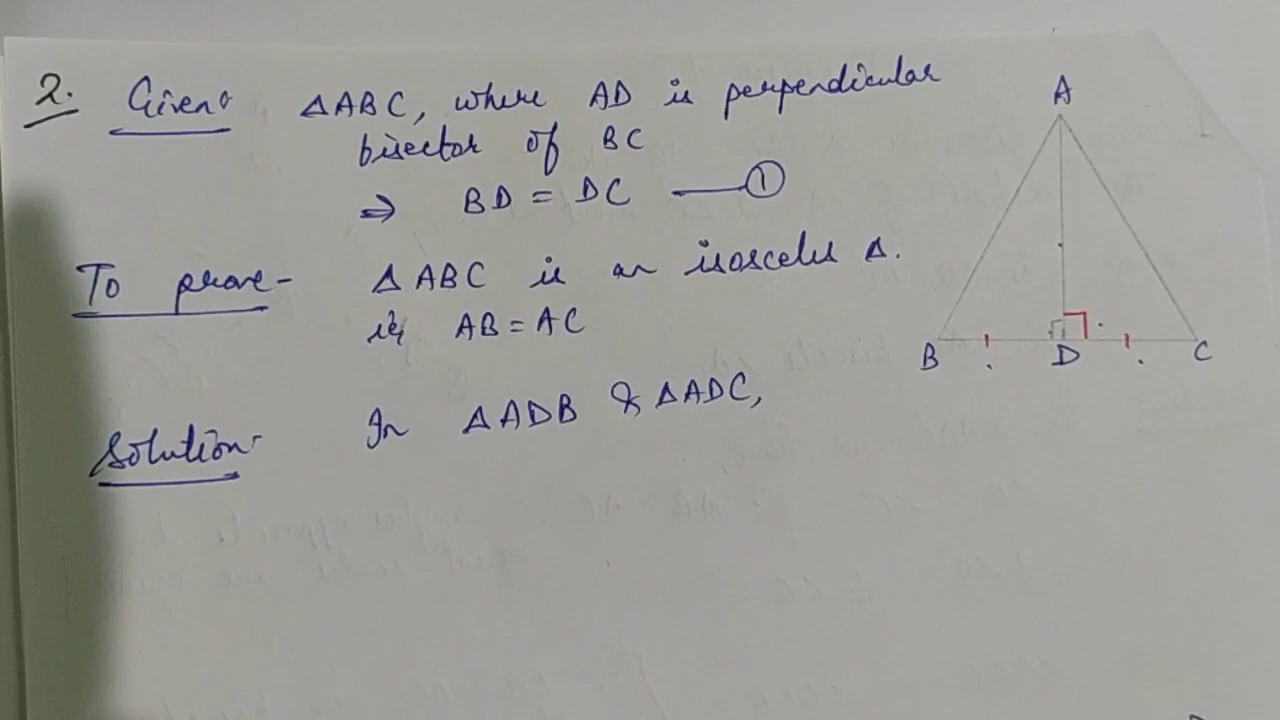 2. Given: ΔABC, where AD is perpendicular
bisector of BC
⇒ BD = DC —— ①
To prove - ΔABC is an isosceles Δ.
ie, AB = AC
Solution- In ΔADB & ΔADC,
A
B
D
C